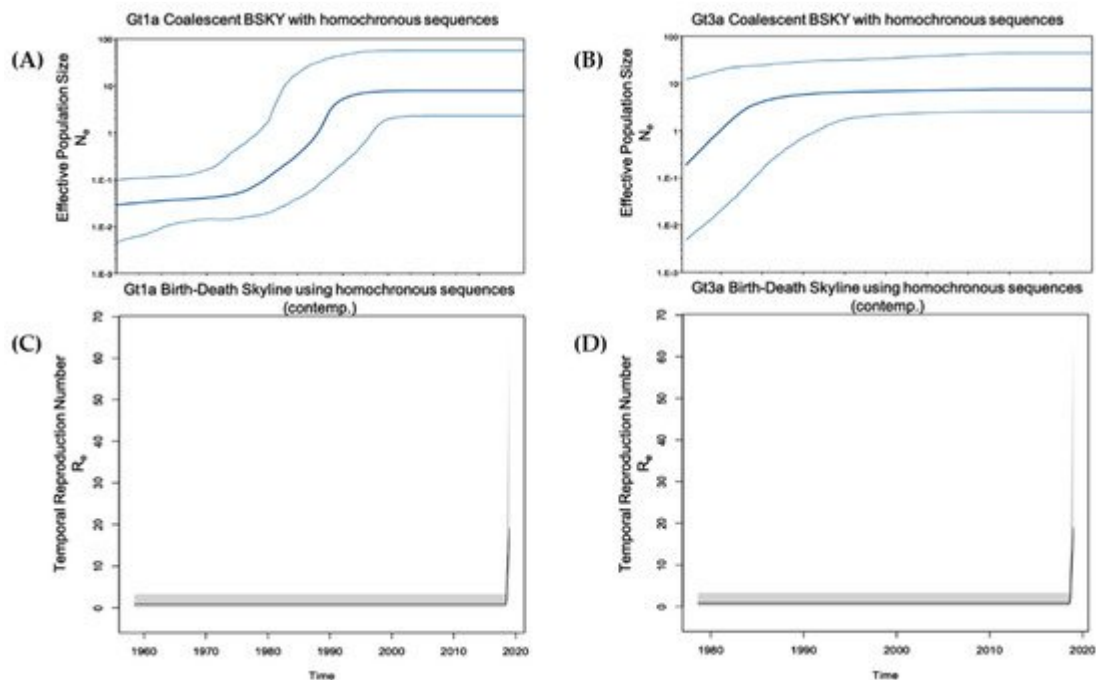 Gt1a Coalescent BSKY with homochronous sequences
(A)
Effective Population Size
Nₑ
100
10
1
1.E-1
1.E-2
1.E-3
Gt3a Coalescent BSKY with homochronous sequences
(B)
Effective Population Size
Nₑ
100
10
1
1.E-1
1.E-2
1.E-3
Gt1a Birth-Death Skyline using homochronous sequences
(contemp.)
(C)
Temporal Reproduction Number
Rₑ
70
60
50
40
30
20
10
0
1960 1970 1980 1990 2000 2010 2020
Time
Gt3a Birth-Death Skyline using homochronous sequences
(contemp.)
(D)
Temporal Reproduction Number
Rₑ
70
60
50
40
30
20
10
0
1980 1990 2000 2010 2020
Time